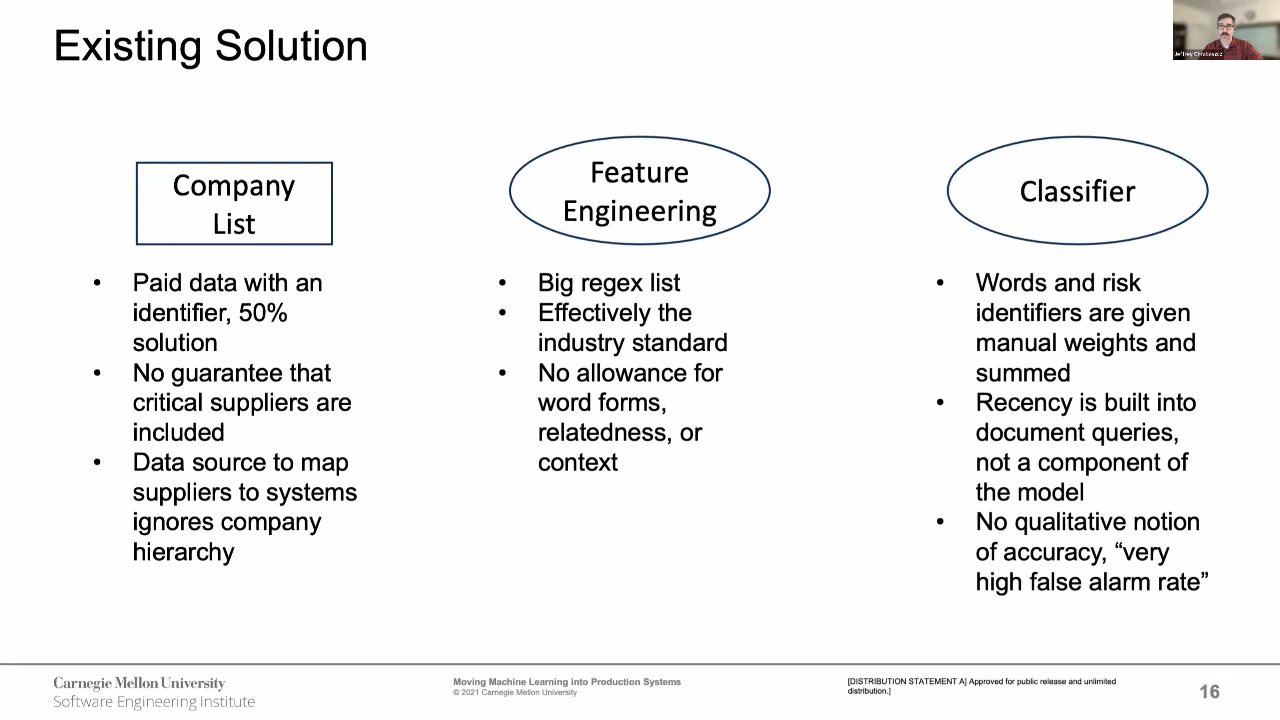 Existing Solution
Company
List
• Paid data with an
identifier, 50%
solution
• No guarantee that
critical suppliers are
included
• Data source to map
suppliers to systems
ignores company
hierarchy
Feature
Engineering
• Big regex list
• Effectively the
industry standard
• No allowance for
word forms,
relatedness, or
context
Classifier
• Words and risk
identifiers are given
manual weights and
summed
• Recency is built into
document queries,
not a component of
the model
• No qualitative notion
of accuracy, “very
high false alarm rate”
Carnegie Mellon University
Software Engineering Institute
Moving Machine Learning into Production Systems
© 2021 Carnegie Mellon University
[DISTRIBUTION STATEMENT A] Approved for public release and unlimited
distribution.]
16
Jeffrey